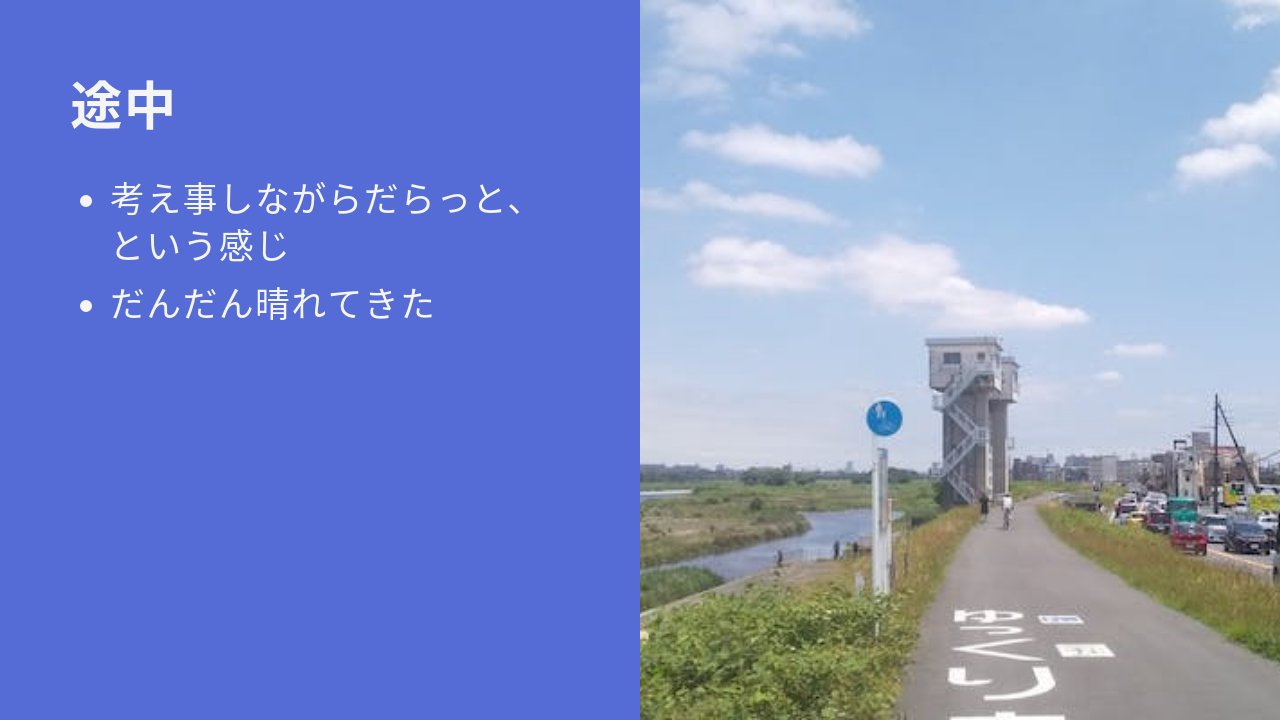 途中
考え事しながらだらっと、
という感じ
だんだん晴れてきた
ゆっくり